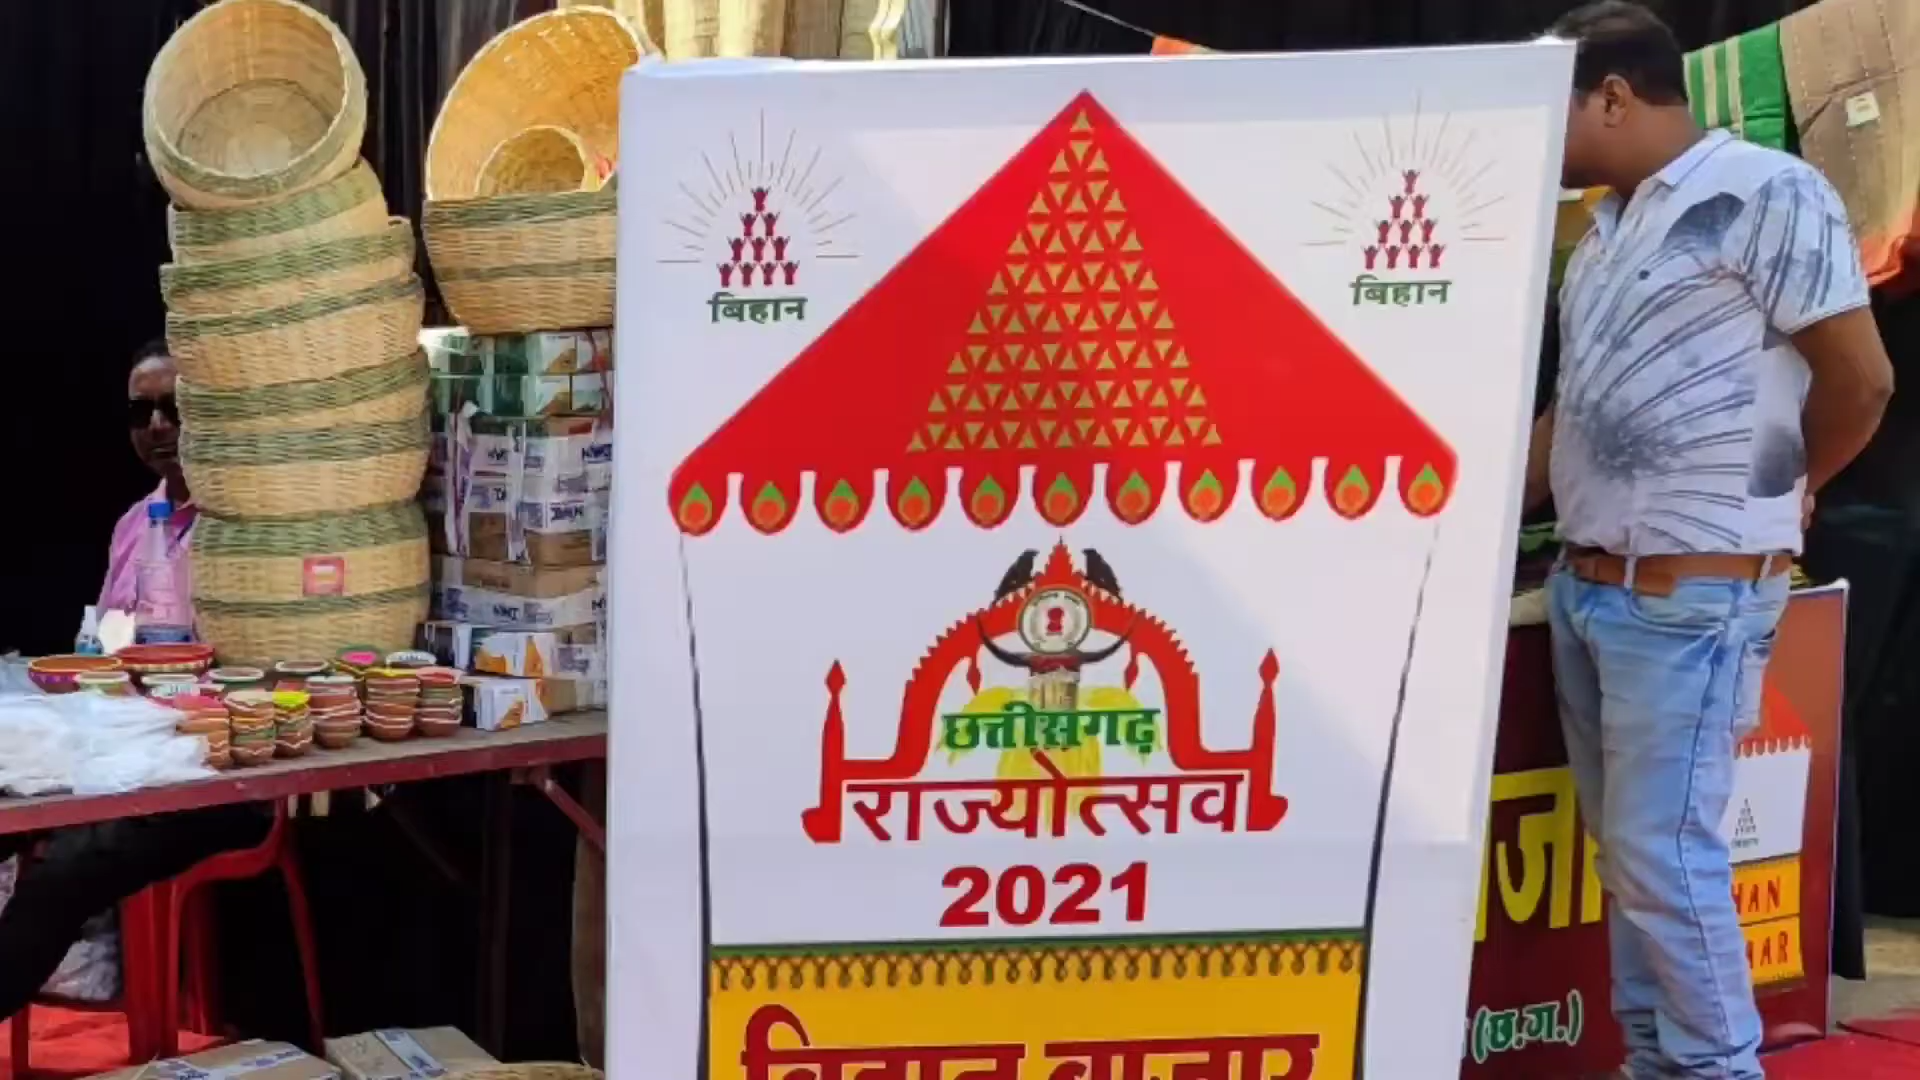 बिहान
बिहान
छत्तीसगढ़
राज्योत्सव
2021
बिहान बाज़ार
(छ.ग.)